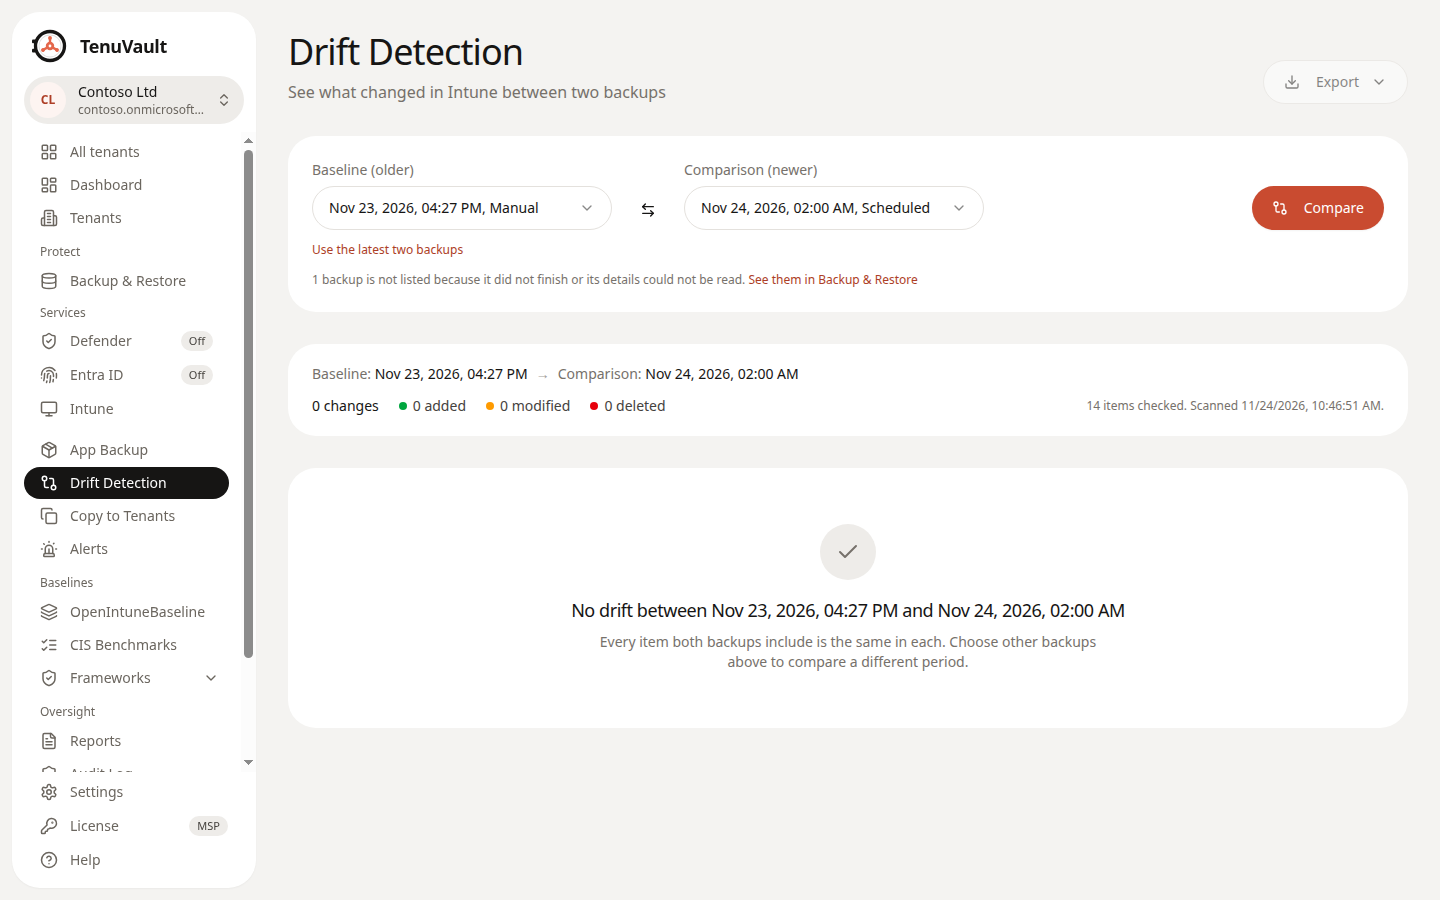 TenuVault
CL
Contoso Ltd
contoso.onmicrosoft...
All tenants
Dashboard
Tenants
Protect
Backup & Restore
Services
Defender Off
Entra ID Off
Intune
App Backup
Drift Detection
Copy to Tenants
Alerts
Baselines
OpenIntuneBaseline
CIS Benchmarks
Frameworks
Oversight
Reports
Audit Log
Settings
License MSP
Help
Drift Detection
See what changed in Intune between two backups
Export
Baseline (older)
Nov 23, 2026, 04:27 PM, Manual
Comparison (newer)
Nov 24, 2026, 02:00 AM, Scheduled
Compare
Use the latest two backups
1 backup is not listed because it did not finish or its details could not be read. See them in Backup & Restore
Baseline: Nov 23, 2026, 04:27 PM → Comparison: Nov 24, 2026, 02:00 AM
0 changes 0 added 0 modified 0 deleted
14 items checked. Scanned 11/24/2026, 10:46:51 AM.
No drift between Nov 23, 2026, 04:27 PM and Nov 24, 2026, 02:00 AM
Every item both backups include is the same in each. Choose other backups
above to compare a different period.